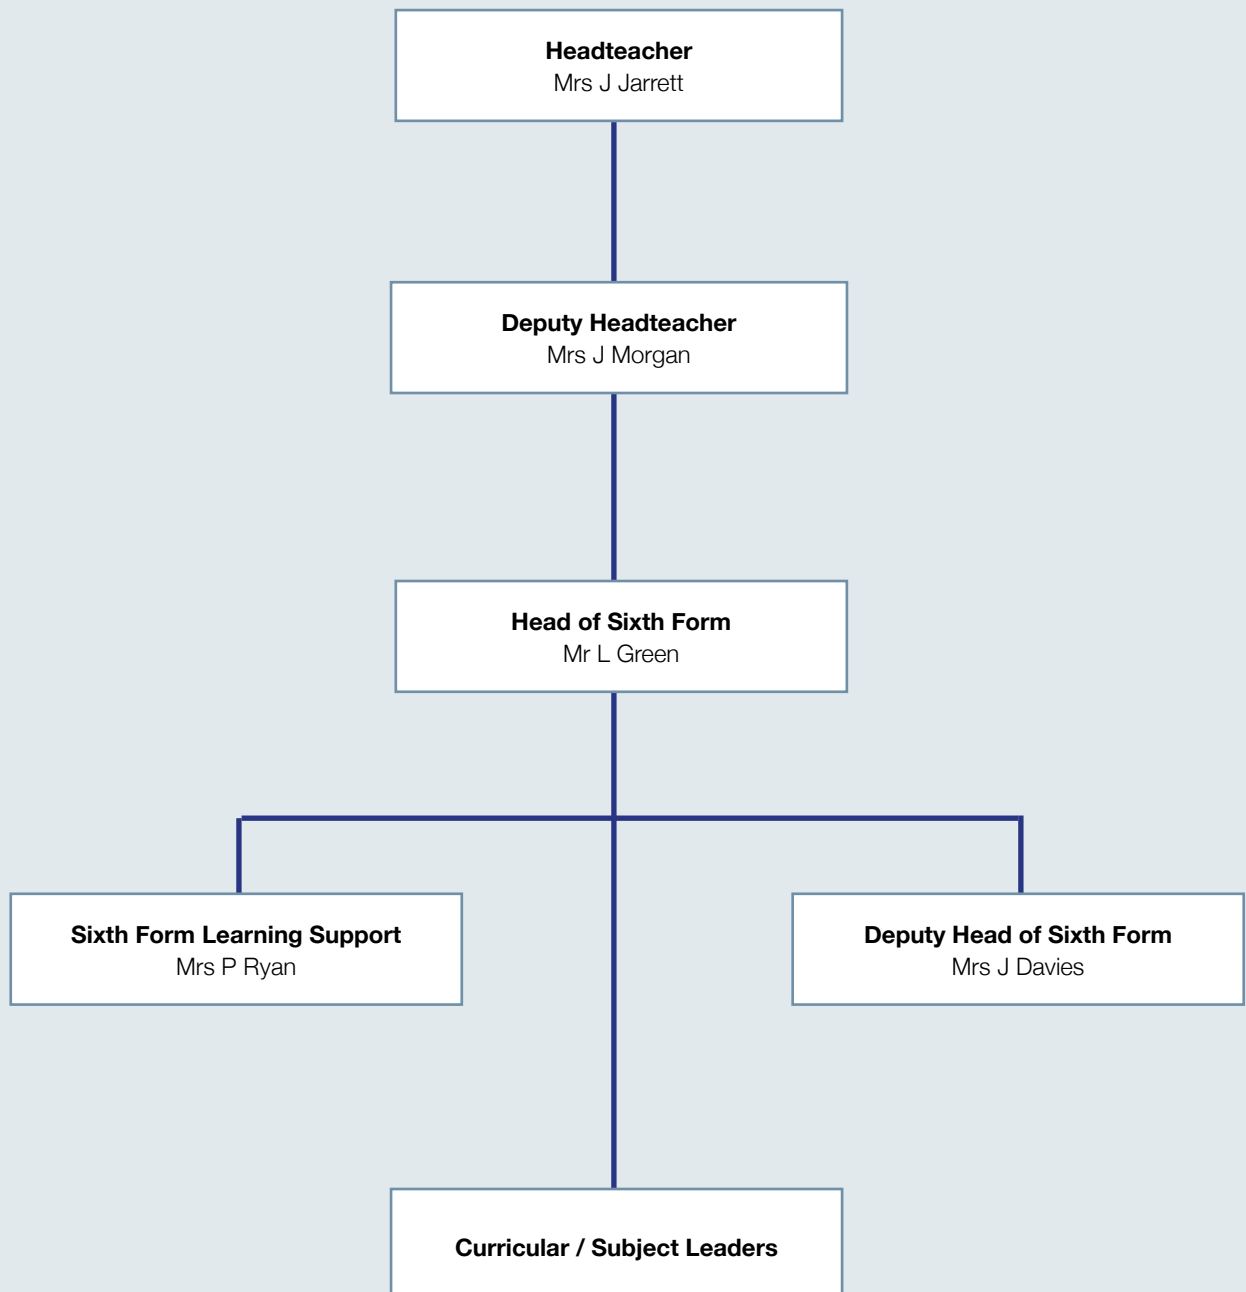 Headteacher
Mrs J Jarrett
Deputy Headteacher
Mrs J Morgan
Head of Sixth Form
Mr L Green
Sixth Form Learning Support
Mrs P Ryan
Deputy Head of Sixth Form
Mrs J Davies
Curricular / Subject Leaders